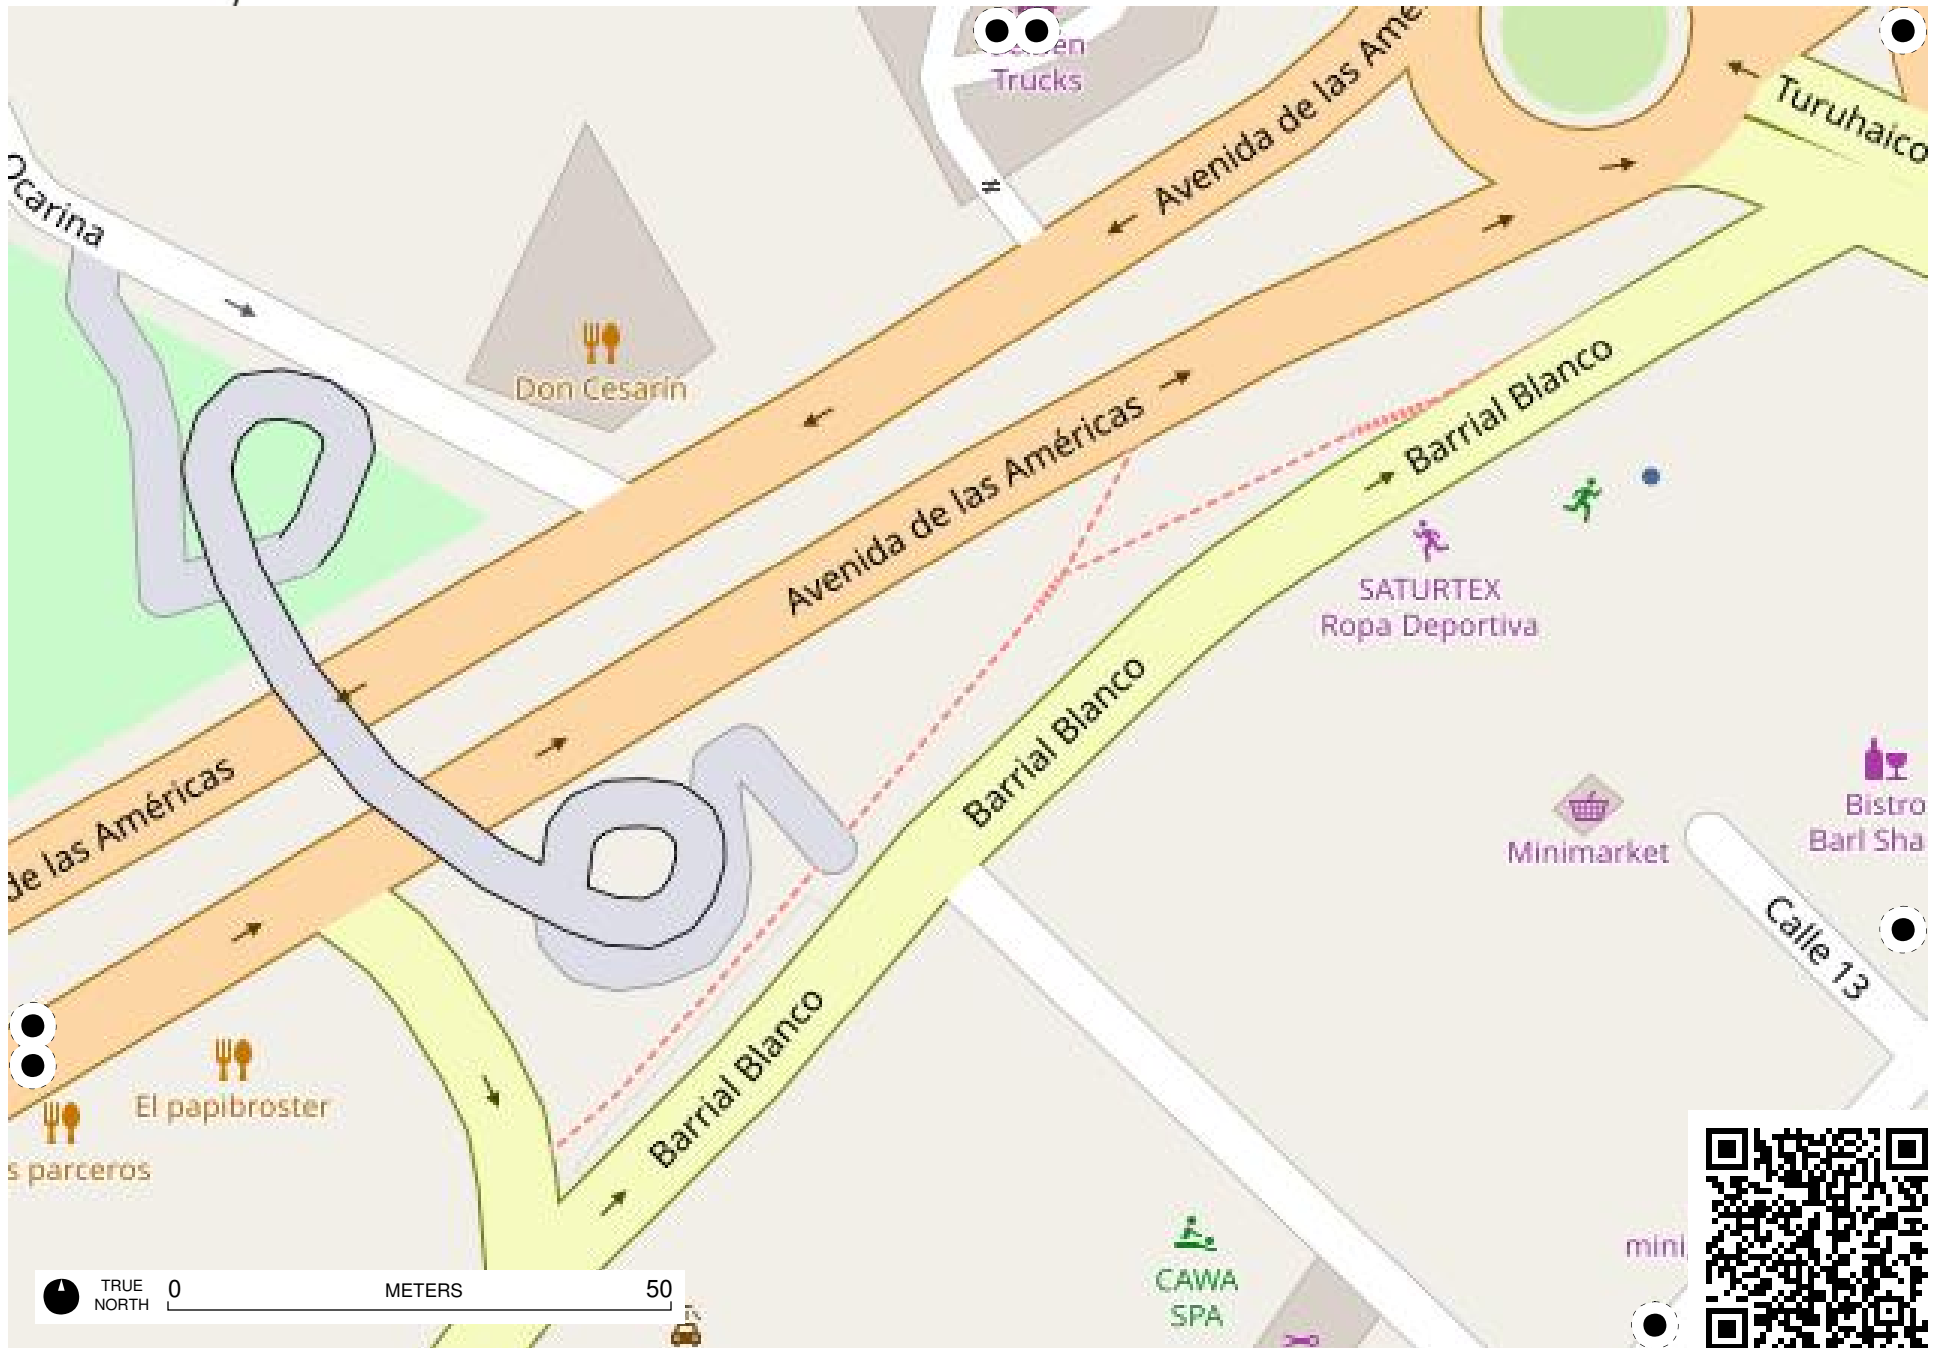 en
Trucks
Avenida de las Amé
Turuhaico
Ocarina
Don Cesarín
Avenida de las Américas
Barrial Blanco
SATURTEX
Ropa Deportiva
Barrial Blanco
de las Américas
Bistro
Barl Sha
Minimarket
Calle 13
Barrial Blanco
El papibroster
s parceros
mini
CAWA
SPA
TRUE
NORTH
0 METERS 50